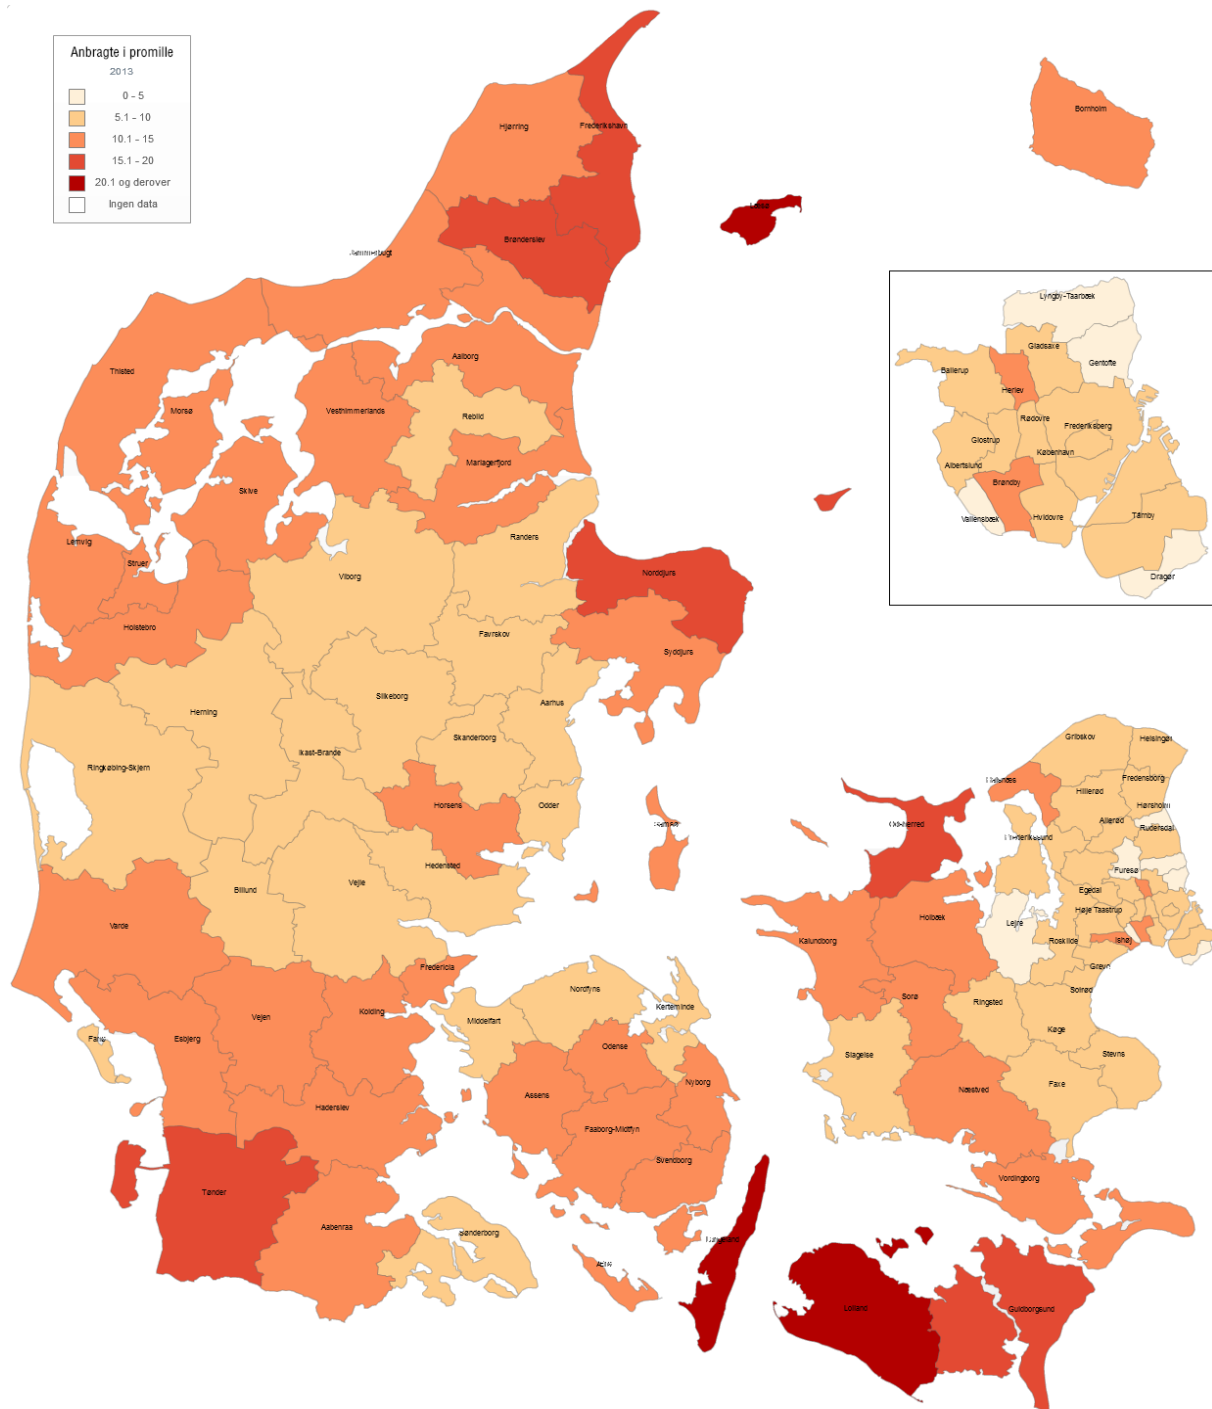 Anbragte i promille
2013
0 - 5
5.1 - 10
10.1 - 15
15.1 - 20
20.1 og derover
Ingen data
Hjørring
Frederikshavn
Bornholm
Brønderslev
Lyngby-Taarbæk
Gladsaxe
Gentofte
Ballerup
Herlev
Rødovre
Frederiksberg
Glostrup
København
Albertslund
Brøndby
Vallensbæk
Hvidovre
Tårnby
Dragør
Thisted
Aalborg
Morsø
Vesthimmerlands
Rebild
Mariagerfjord
Skive
Lemvig
Struer
Randers
Viborg
Norddjurs
Holstebro
Favrskov
Syddjurs
Silkeborg
Herning
Aarhus
Skanderborg
Ikast-Brande
Ringkøbing-Skjern
Horsens
Odder
Hedensted
Billund
Vejle
Gribskov
Helsingør
Fredensborg
Hillerød
Hørsholm
Allerød
Rudersdal
Furesø
Egedal
Høje Taastrup
Lejre
Holbæk
Kalundborg
Roskilde
Ishøj
Greve
Solrød
Sorø
Ringsted
Køge
Stevns
Slagelse
Faxe
Næstved
Vordingborg
Varde
Fredericia
Nordfyns
Kerteminde
Vejen
Kolding
Middelfart
Esbjerg
Odense
Nyborg
Assens
Haderslev
Faaborg-Midtfyn
Svendborg
Tønder
Aabenraa
Sønderborg
Lolland
Guldborgsund